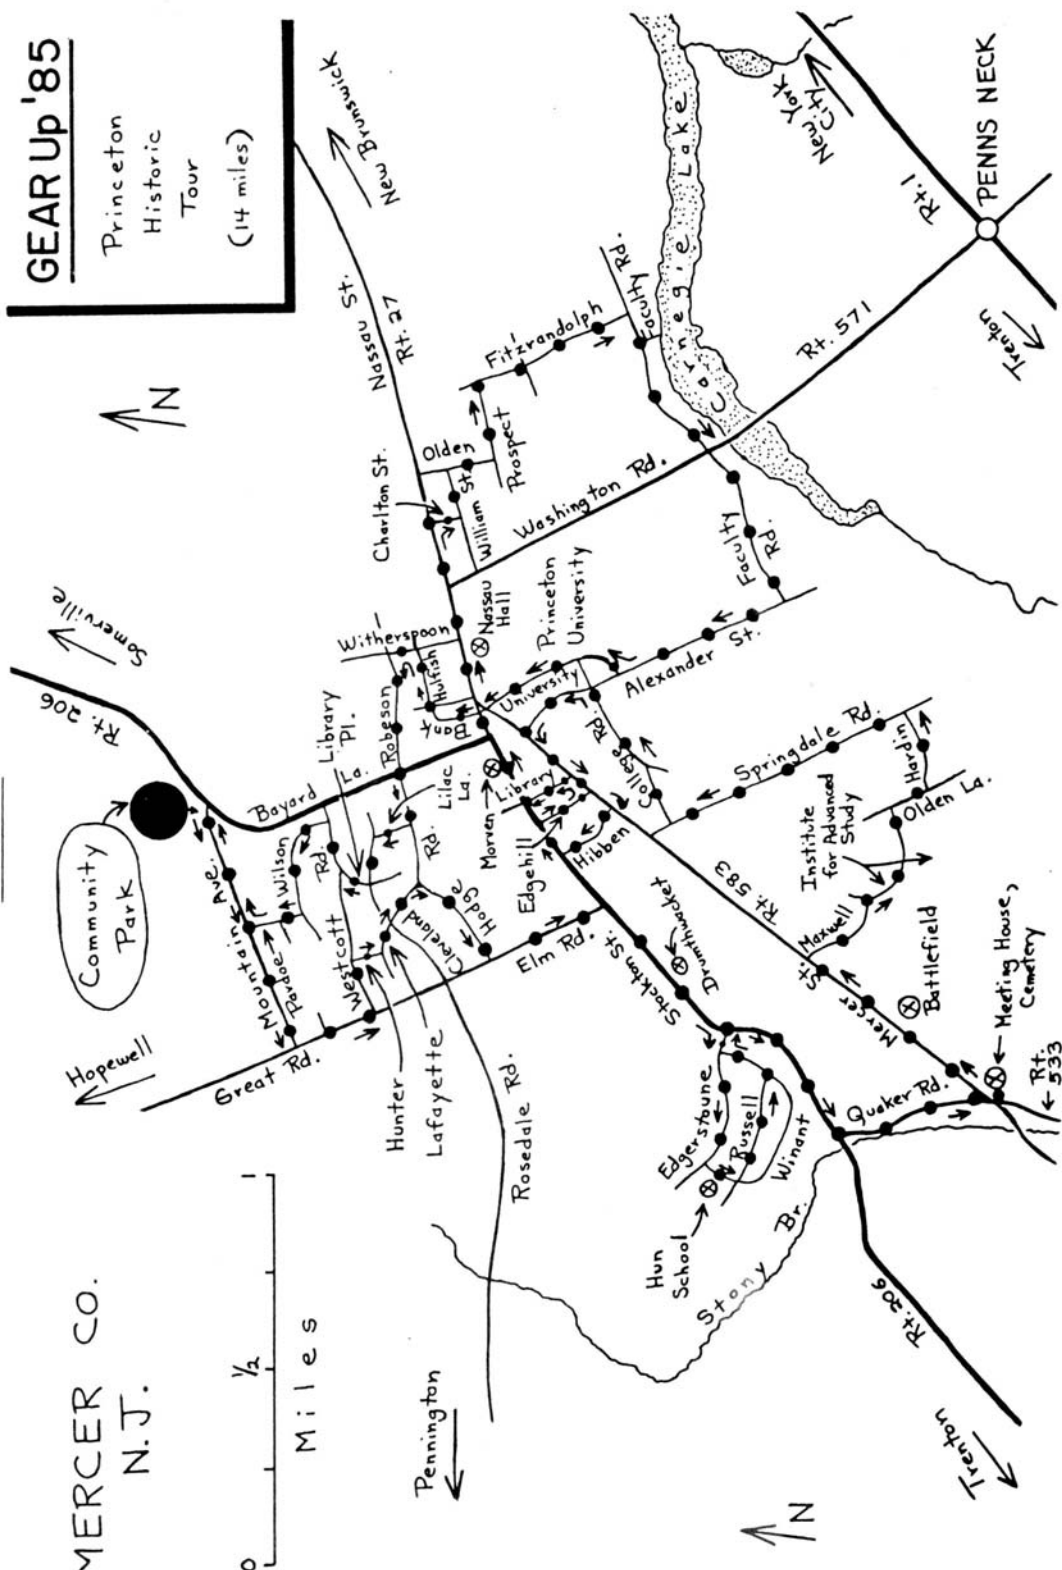 MERCER CO.
N.J.
0
1/2
1
Miles
GEAR Up '85
Princeton
Historic
Tour
(14 miles)
N
Hopewell
Community
Park
Rt. 206
Somerville
Nassau St.
Rt. 27
New Brunswick
Great Rd.
Mountain Ave.
Pardoe
Wilson
Bayard
La.
Library
Pl.
Westcott
Rd.
Robeson
Witherspoon
Hulfish
Bank
Charlton St.
Olden
William St.
Prospect
Fitzrandolph
Faculty Rd.
Carnegie Lake
New York
City
Hunter
Lafayette
Cleveland
Rd.
Hodge
Lilac
La.
Morven
Library
Nassau
Hall
Princeton
University
University
Washington Rd.
Rt. 571
Rt. 1
PENNS NECK
Trenton
Pennington
Rosedale Rd.
Elm Rd.
Edgehill
Hibben
College Rd.
Alexander St.
Faculty
Rd.
Stockton St.
Drumthwacket
Rt. 583
Springdale Rd.
Hardin
Olden La.
Institute
for Advanced
Study
Maxwell
Mercer St.
Battlefield
Meeting House,
Cemetery
Rt.
533
Quaker Rd.
Edgerstoune
Russell
Winant
Hun
School
Stony Br.
Rt. 206
Trenton
N